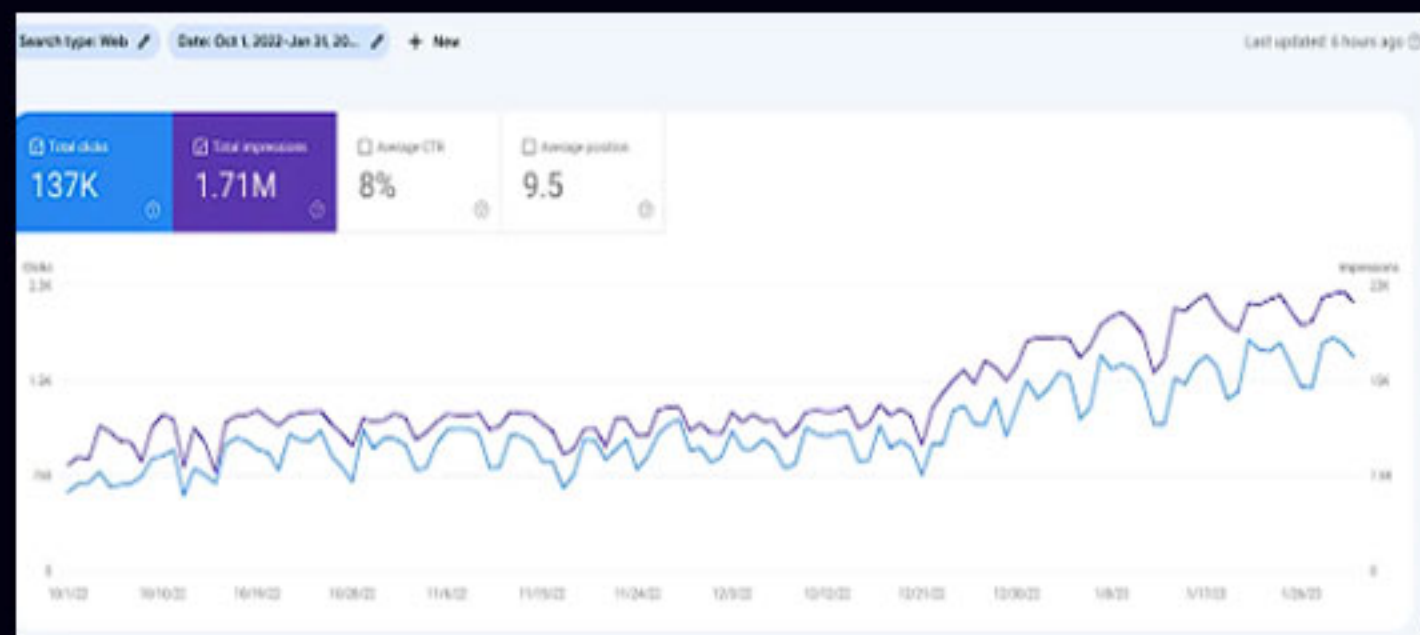 Search type: Web Date: Oct 1, 2022-Jan 31, 20... + New Last updated: 6 hours ago
Total clicks Total impressions Average CTR Average position
137K 1.71M 8% 9.5
Clicks Impressions
0 0
10/1/22 10/10/22 10/19/22 10/28/22 11/6/22 11/15/22 11/24/22 12/3/22 12/12/22 12/21/22 12/30/22 1/8/23 1/17/23 1/26/23